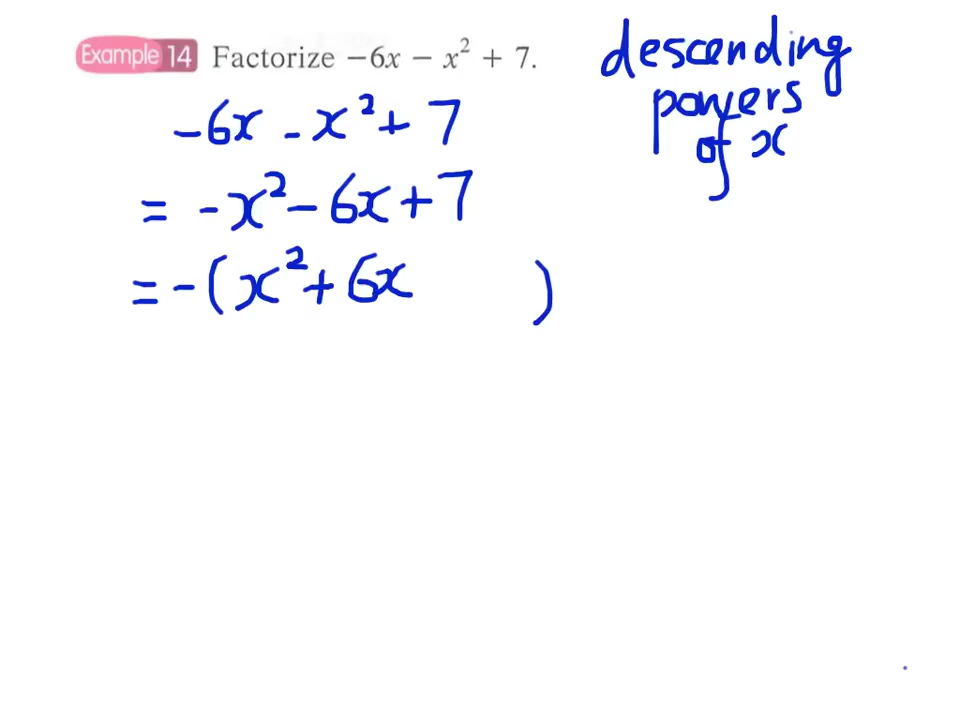 Example 14 Factorize −6x − x² + 7.
descending
powers
of x
-6x - x² + 7
= -x² - 6x + 7
= -(x² + 6x )